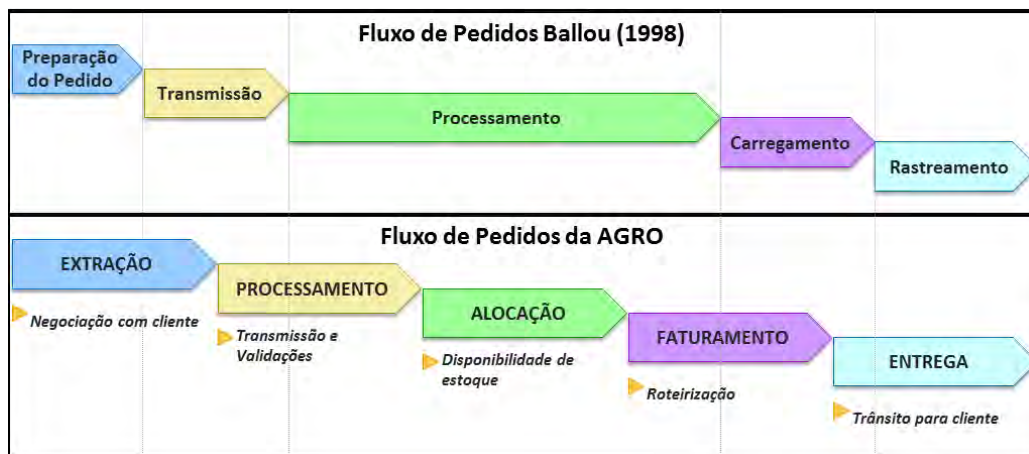 Fluxo de Pedidos Ballou (1998)
Preparação
do Pedido
Transmissão
Processamento
Carregamento
Rastreamento
Fluxo de Pedidos da AGRO
EXTRAÇÃO
Negociação com cliente
PROCESSAMENTO
Transmissão e
Validações
ALOCAÇÃO
Disponibilidade de
estoque
FATURAMENTO
Roteirização
ENTREGA
Trânsito para cliente